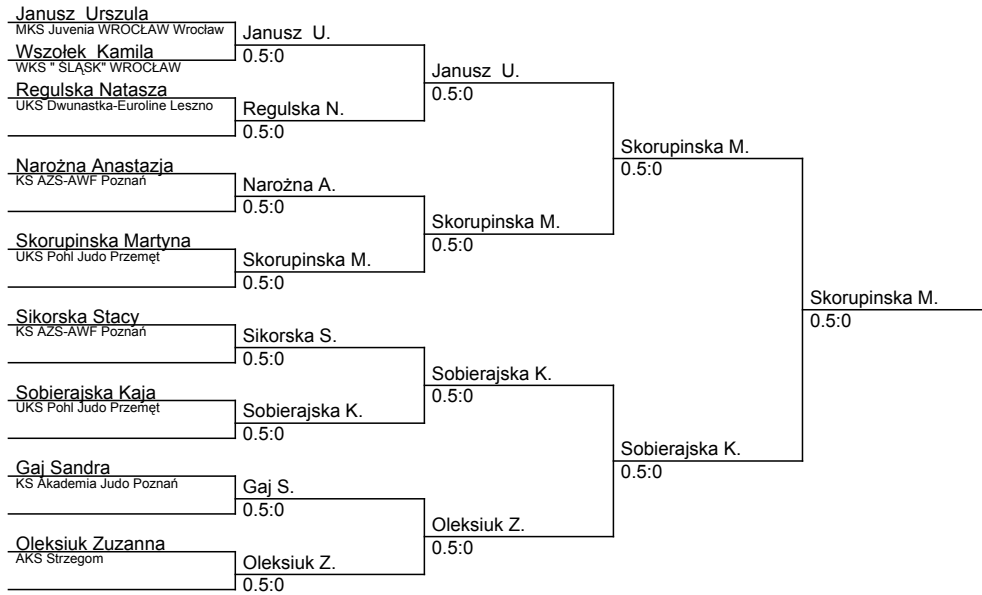 Janusz Urszula
MKS Juvenia WROCŁAW Wrocław
Wszołek Kamila
WKS " ŚLĄSK" WROCŁAW
Regulska Natasza
UKS Dwunastka-Euroline Leszno
Narożna Anastazja
KS AZS-AWF Poznań
Skorupinska Martyna
UKS Pohl Judo Przemęt
Sikorska Stacy
KS AZS-AWF Poznań
Sobierajska Kaja
UKS Pohl Judo Przemęt
Gaj Sandra
KS Akademia Judo Poznań
Oleksiuk Zuzanna
AKS Strzegom
Janusz U.
0.5:0
Regulska N.
0.5:0
Narożna A.
0.5:0
Skorupinska M.
0.5:0
Sikorska S.
0.5:0
Sobierajska K.
0.5:0
Gaj S.
0.5:0
Oleksiuk Z.
0.5:0
Janusz U.
0.5:0
Skorupinska M.
0.5:0
Sobierajska K.
0.5:0
Oleksiuk Z.
0.5:0
Skorupinska M.
0.5:0
Sobierajska K.
0.5:0
Skorupinska M.
0.5:0